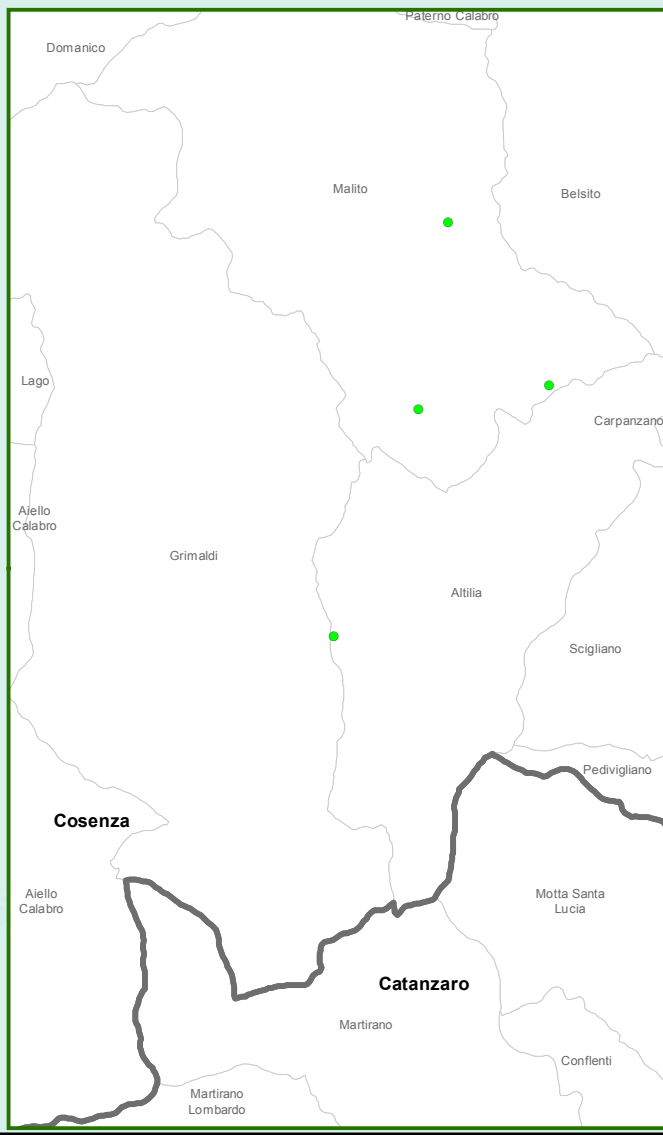 Paterno Calabro
Domanico
Malito
Belsito
Lago
Carpanzano
Aiello
Calabro
Grimaldi
Altilia
Scigliano
Pedivigliano
Cosenza
Aiello
Calabro
Motta Santa
Lucia
Catanzaro
Martirano
Conflenti
Martirano
Lombardo